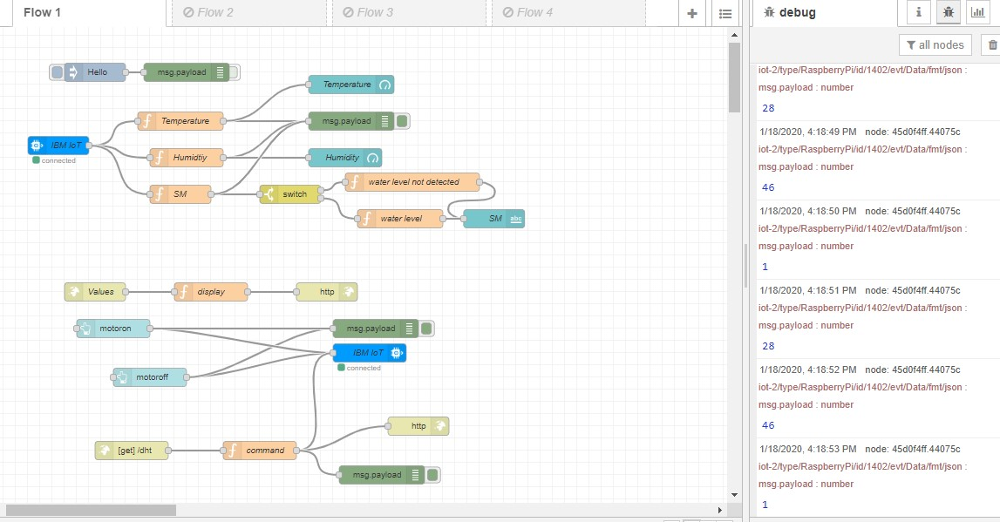 Flow 1
Flow 2
Flow 3
Flow 4
debug
all nodes
Hello
msg.payload
Temperature
Temperature
msg.payload
IBM IoT
connected
Humdtiy
Humidity
SM
switch
water level not detected
water level
SM
abc
Values
display
http
motoron
msg.payload
IBM IoT
connected
motoroff
http
[get] /dht
command
msg.payload
iot-2/type/RaspberryPi/id/1402/evt/Data/fmt/json :
msg.payload : number
28
1/18/2020, 4:18:49 PM node: 45d0f4ff.44075c
iot-2/type/RaspberryPi/id/1402/evt/Data/fmt/json :
msg.payload : number
46
1/18/2020, 4:18:50 PM node: 45d0f4ff.44075c
iot-2/type/RaspberryPi/id/1402/evt/Data/fmt/json :
msg.payload : number
1
1/18/2020, 4:18:51 PM node: 45d0f4ff.44075c
iot-2/type/RaspberryPi/id/1402/evt/Data/fmt/json :
msg.payload : number
28
1/18/2020, 4:18:52 PM node: 45d0f4ff.44075c
iot-2/type/RaspberryPi/id/1402/evt/Data/fmt/json :
msg.payload : number
46
1/18/2020, 4:18:53 PM node: 45d0f4ff.44075c
iot-2/type/RaspberryPi/id/1402/evt/Data/fmt/json :
msg.payload : number
1